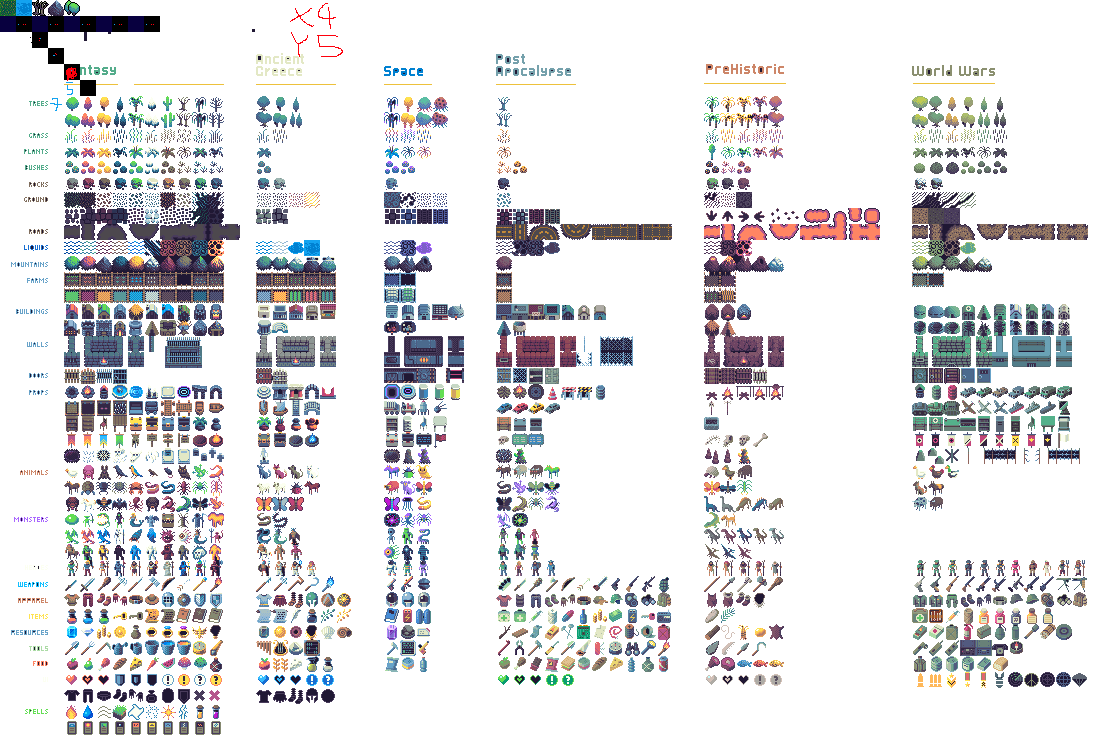 X4
Y5
Ancient
Greece
Space
Post
Apocalypse
PreHistoric
World Wars
ntasy
5
TREES 7
GRASS
PLANTS
BUSHES
ROCKS
GROUND
ROADS
LIQUIDS
MOUNTAINS
FARMS
BUILDINGS
WALLS
DOORS
PROPS
ANIMALS
MONSTERS
WEAPONS
APPAREL
ITEMS
RESOURCES
TOOLS
FOOD
SPELLS